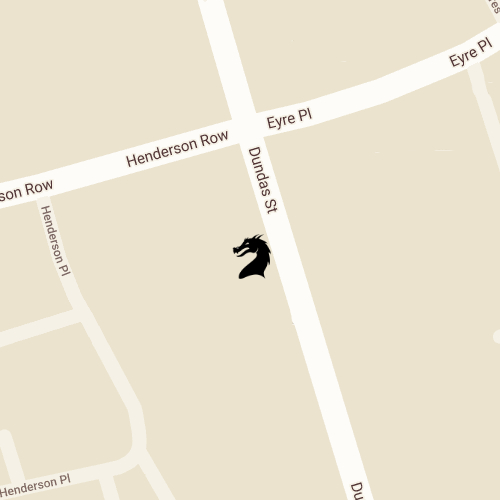 Eyre Pl
Eyre Pl
Henderson Row
Dundas St
son Row
Henderson Pl
Henderson Pl
Du